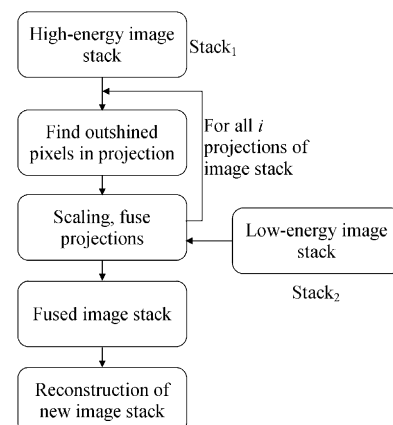 High-energy image
stack
Stack₁
Find outshined
pixels in projection
For all i
projections of
image stack
Scaling, fuse
projections
Low-energy image
stack
Stack₂
Fused image stack
Reconstruction of
new image stack